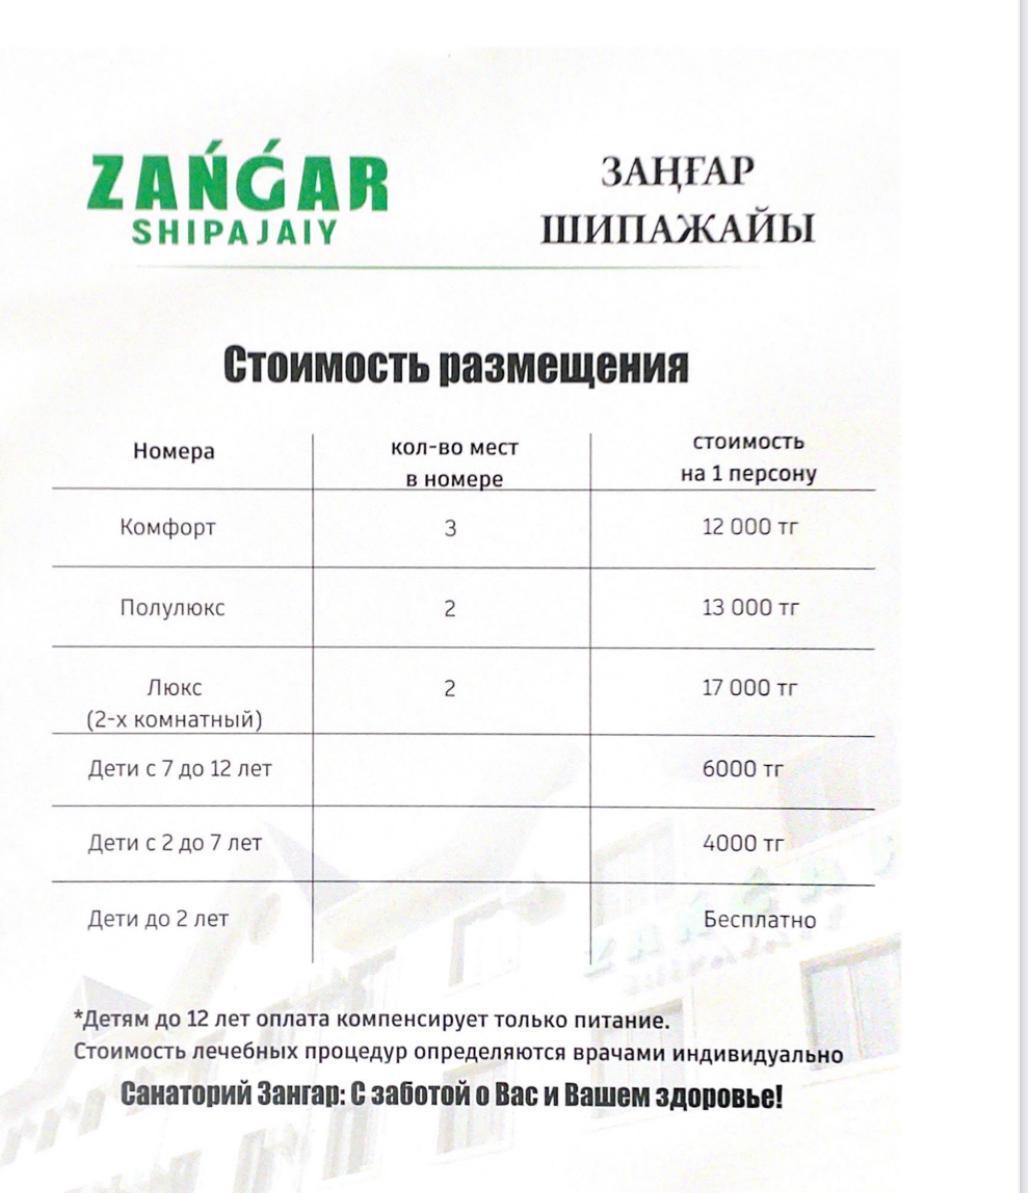 ZAŃǴAR
SHIPAJAIY
ЗАҢҒАР
ШИПАЖАЙЫ
Стоимость размещения
Номера
кол-во мест
в номере
стоимость
на 1 персону
Комфорт 3 12 000 тг
Полулюкс 2 13 000 тг
Люкс 2 17 000 тг
(2-х комнатный)
Дети с 7 до 12 лет 6000 тг
Дети с 2 до 7 лет 4000 тг
Дети до 2 лет Бесплатно
*Детям до 12 лет оплата компенсирует только питание.
Стоимость лечебных процедур определяются врачами индивидуально
Санаторий Зангар: С заботой о Вас и Вашем здоровье!